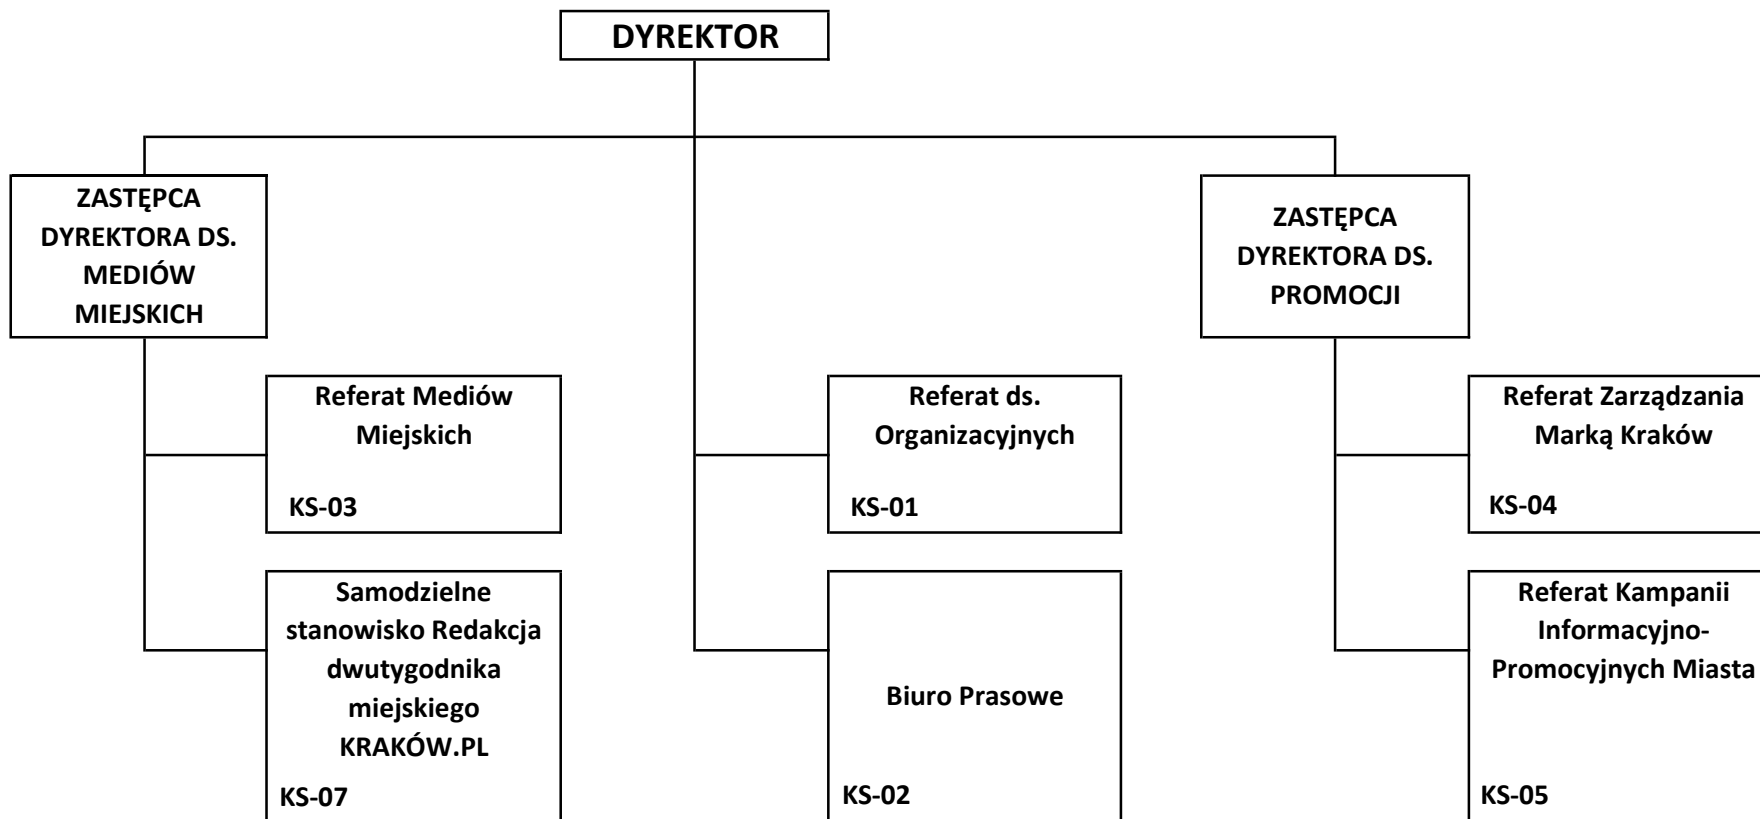 DYREKTOR
ZASTĘPCA
DYREKTORA DS.
MEDIÓW
MIEJSKICH
ZASTĘPCA
DYREKTORA DS.
PROMOCJI
Referat Mediów
Miejskich
KS-03
Referat ds.
Organizacyjnych
KS-01
Referat Zarządzania
Marką Kraków
KS-04
Samodzielne
stanowisko Redakcja
dwutygodnika
miejskiego
KRAKÓW.PL
KS-07
Biuro Prasowe
KS-02
Referat Kampanii
Informacyjno-
Promocyjnych Miasta
KS-05